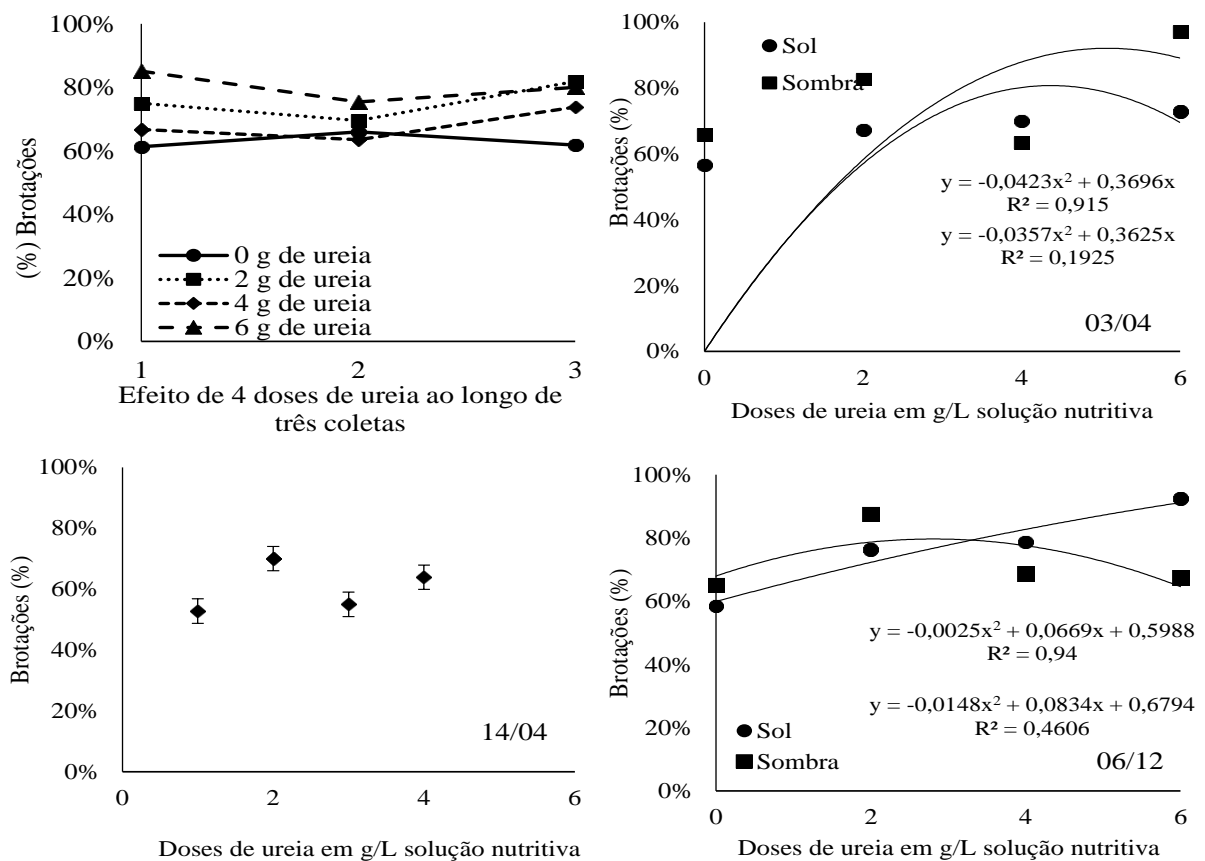 100%
80%
60%
40%
20%
0%
(%) Brotações
0 g de ureia
2 g de ureia
4 g de ureia
6 g de ureia
1
2
3
Efeito de 4 doses de ureia ao longo de
três coletas
100%
80%
60%
40%
20%
0%
Brotações (%)
Sol
Sombra
y = -0,0423x² + 0,3696x
R² = 0,915
y = -0,0357x² + 0,3625x
R² = 0,1925
03/04
0
2
4
6
Doses de ureia em g/L solução nutritiva
100%
80%
60%
40%
20%
0%
Brotações (%)
14/04
0
2
4
6
Doses de ureia em g/L solução nutritiva
100%
80%
60%
40%
20%
0%
Brotações (%)
y = -0,0025x² + 0,0669x + 0,5988
R² = 0,94
y = -0,0148x² + 0,0834x + 0,6794
R² = 0,4606
Sol
Sombra
06/12
0
2
4
6
Doses de ureia em g/L solução nutritiva